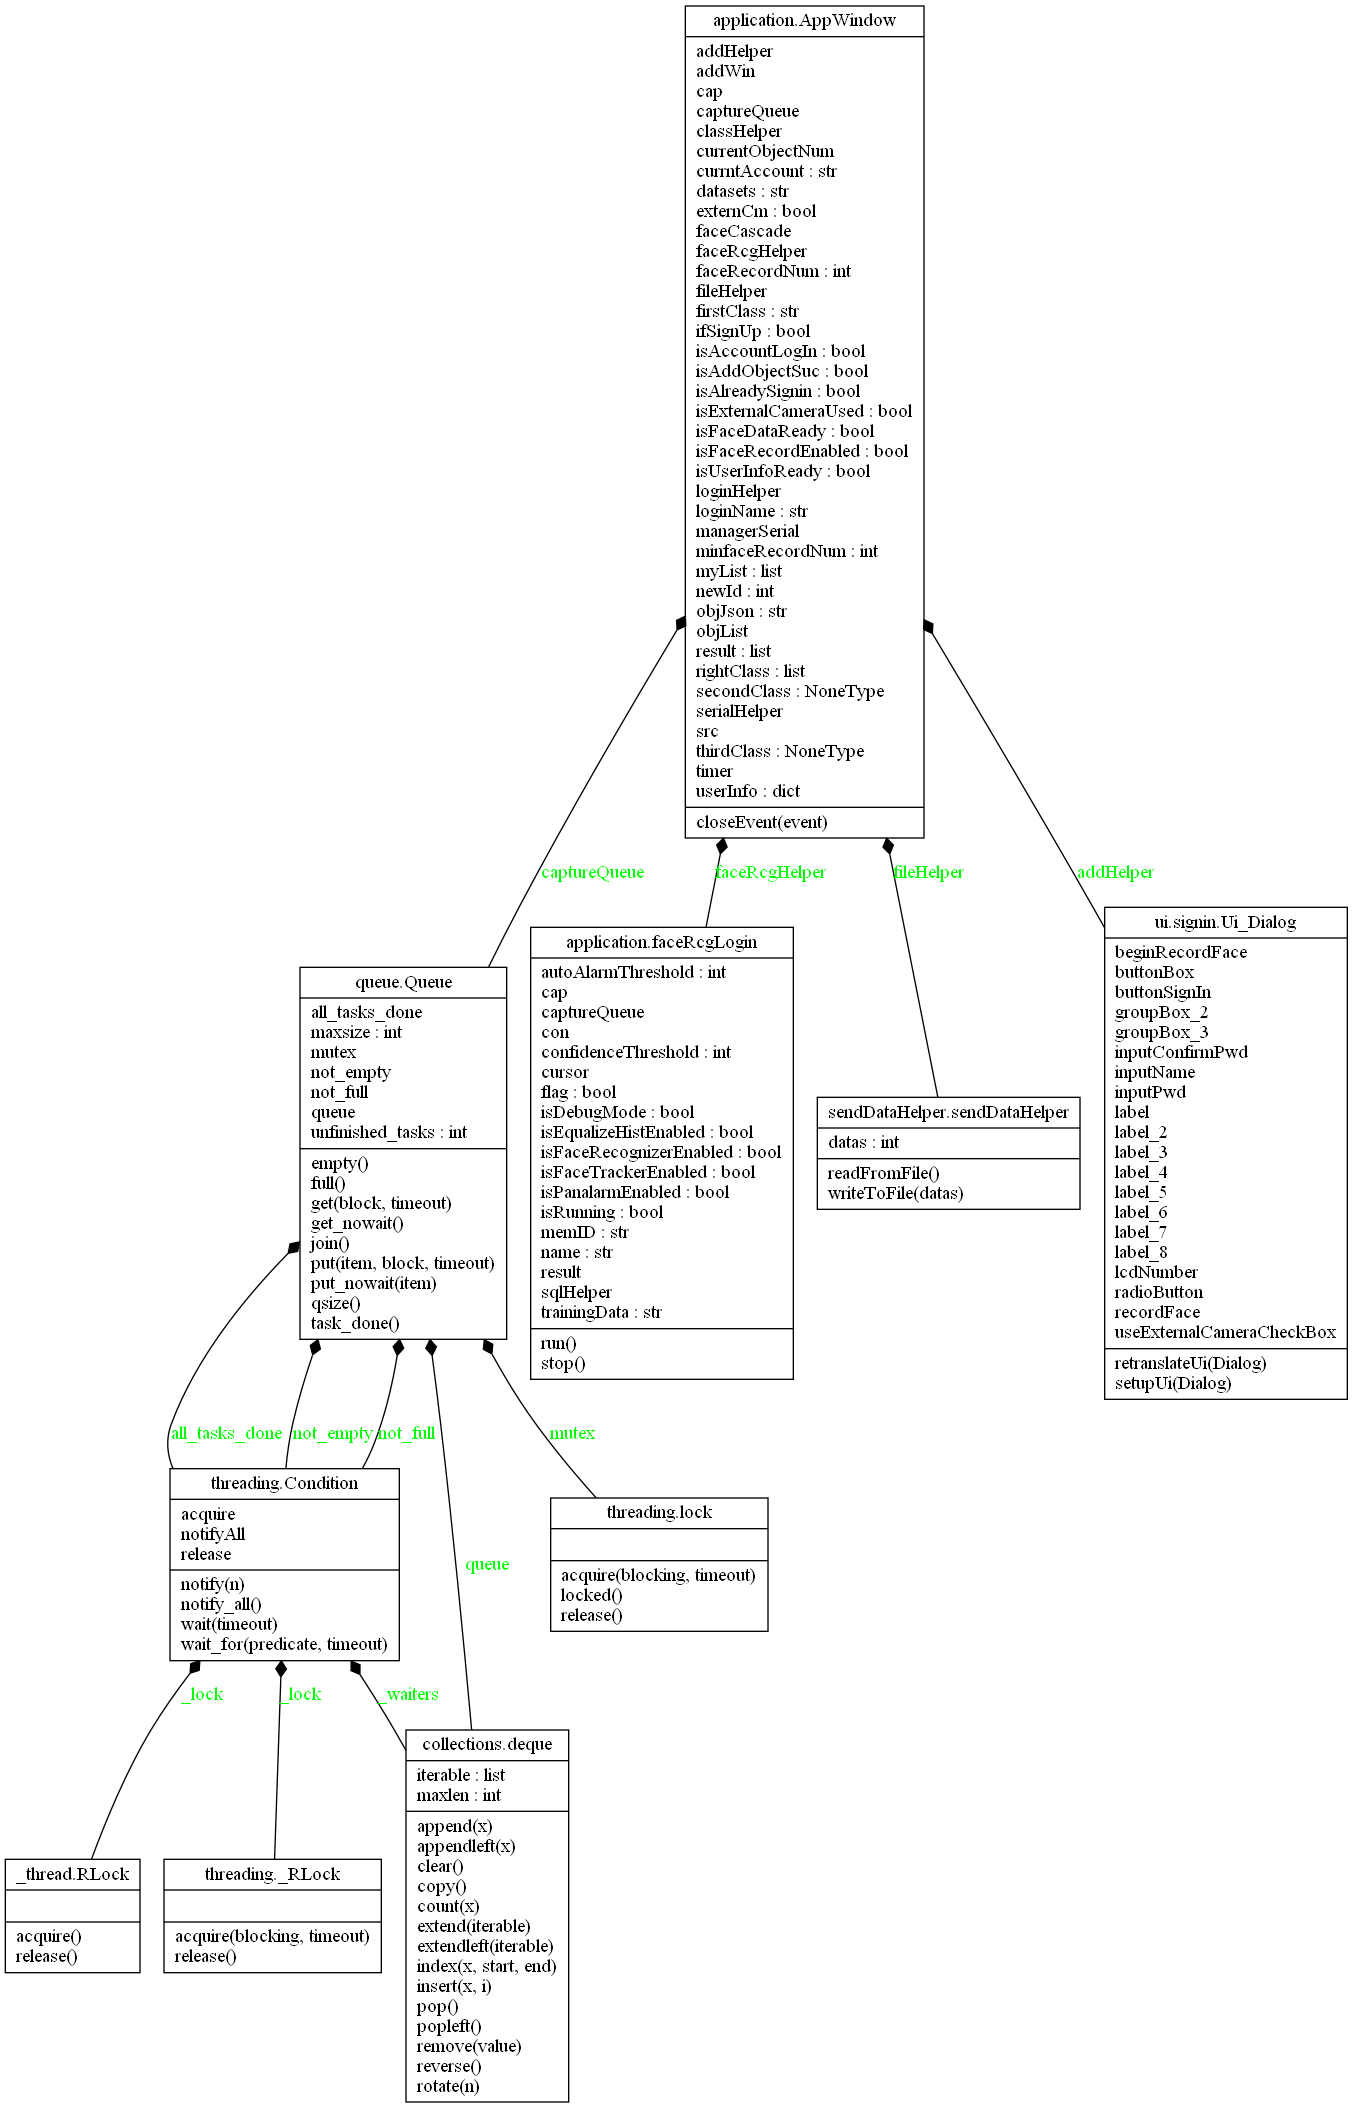 application.AppWindow
addHelper
addWin
cap
captureQueue
classHelper
currentObjectNum
currntAccount : str
datasets : str
externCm : bool
faceCascade
faceRcgHelper
faceRecordNum : int
fileHelper
firstClass : str
ifSignUp : bool
isAccountLogIn : bool
isAddObjectSuc : bool
isAlreadySignin : bool
isExternalCameraUsed : bool
isFaceDataReady : bool
isFaceRecordEnabled : bool
isUserInfoReady : bool
loginHelper
loginName : str
managerSerial
minfaceRecordNum : int
myList : list
newId : int
objJson : str
objList
result : list
rightClass : list
secondClass : NoneType
serialHelper
src
thirdClass : NoneType
timer
userInfo : dict
closeEvent(event)
captureQueue
faceRcgHelper
fileHelper
addHelper
queue.Queue
all_tasks_done
maxsize : int
mutex
not_empty
not_full
queue
unfinished_tasks : int
empty()
full()
get(block, timeout)
get_nowait()
join()
put(item, block, timeout)
put_nowait(item)
qsize()
task_done()
application.faceRcgLogin
autoAlarmThreshold : int
cap
captureQueue
con
confidenceThreshold : int
cursor
flag : bool
isDebugMode : bool
isEqualizeHistEnabled : bool
isFaceRecognizerEnabled : bool
isFaceTrackerEnabled : bool
isPanalarmEnabled : bool
isRunning : bool
memID : str
name : str
result
sqlHelper
trainingData : str
run()
stop()
sendDataHelper.sendDataHelper
datas : int
readFromFile()
writeToFile(datas)
ui.signin.Ui_Dialog
beginRecordFace
buttonBox
buttonSignIn
groupBox_2
groupBox_3
inputConfirmPwd
inputName
inputPwd
label
label_2
label_3
label_4
label_5
label_6
label_7
label_8
lcdNumber
radioButton
recordFace
useExternalCameraCheckBox
retranslateUi(Dialog)
setupUi(Dialog)
all_tasks_done
not_empty
not_full
queue
mutex
threading.Condition
acquire
notifyAll
release
notify(n)
notify_all()
wait(timeout)
wait_for(predicate, timeout)
threading.lock
acquire(blocking, timeout)
locked()
release()
_lock
_lock
_waiters
_thread.RLock
acquire()
release()
threading._RLock
acquire(blocking, timeout)
release()
collections.deque
iterable : list
maxlen : int
append(x)
appendleft(x)
clear()
copy()
count(x)
extend(iterable)
extendleft(iterable)
index(x, start, end)
insert(x, i)
pop()
popleft()
remove(value)
reverse()
rotate(n)